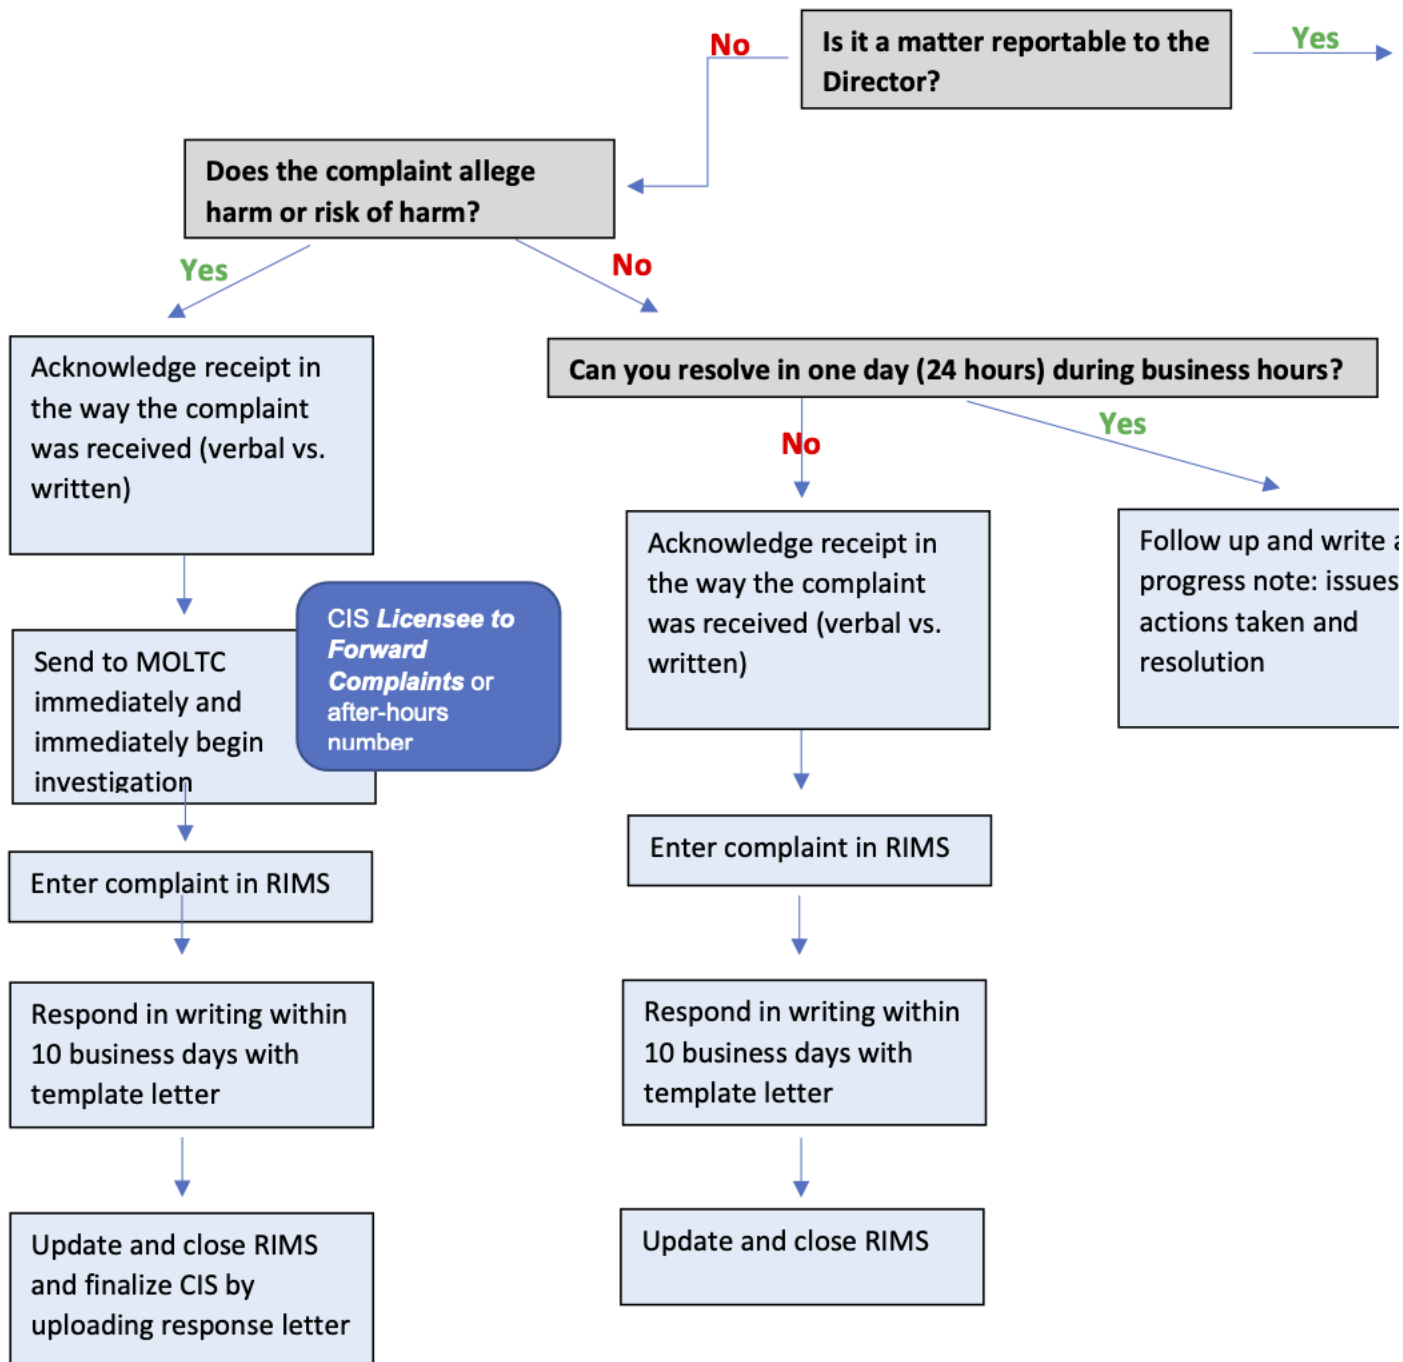 No
Is it a matter reportable to the
Director?
Yes
Does the complaint allege
harm or risk of harm?
Yes
No
Acknowledge receipt in
the way the complaint
was received (verbal vs.
written)
Can you resolve in one day (24 hours) during business hours?
No
Yes
Send to MOLTC
immediately and
immediately begin
investigation
CIS Licensee to
Forward
Complaints or
after-hours
number
Acknowledge receipt in
the way the complaint
was received (verbal vs.
written)
Follow up and write a
progress note: issues
actions taken and
resolution
Enter complaint in RIMS
Enter complaint in RIMS
Respond in writing within
10 business days with
template letter
Respond in writing within
10 business days with
template letter
Update and close RIMS
and finalize CIS by
uploading response letter
Update and close RIMS